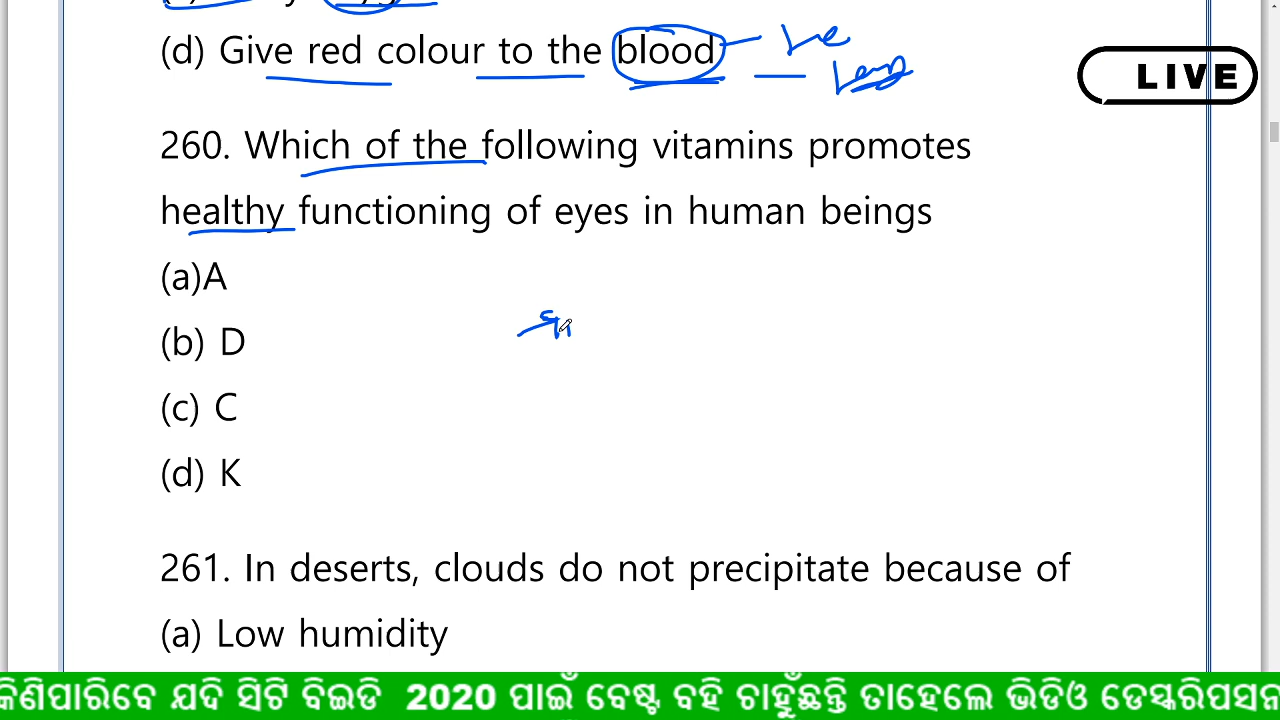 (d) Give red colour to the blood
LIVE
260. Which of the following vitamins promotes
healthy functioning of eyes in human beings
(a)A
(b) D
(c) C
(d) K
261. In deserts, clouds do not precipitate because of
(a) Low humidity
କିଣିପାରିବେ ଯଦି ସିଟି ବିଇଡି 2020 ପାଇଁ ବେଷ୍ଟ ବହି ଚାହୁଁଛନ୍ତି ତାହେଲେ ଭିଡିଓ ଡେସ୍କରିପସନ